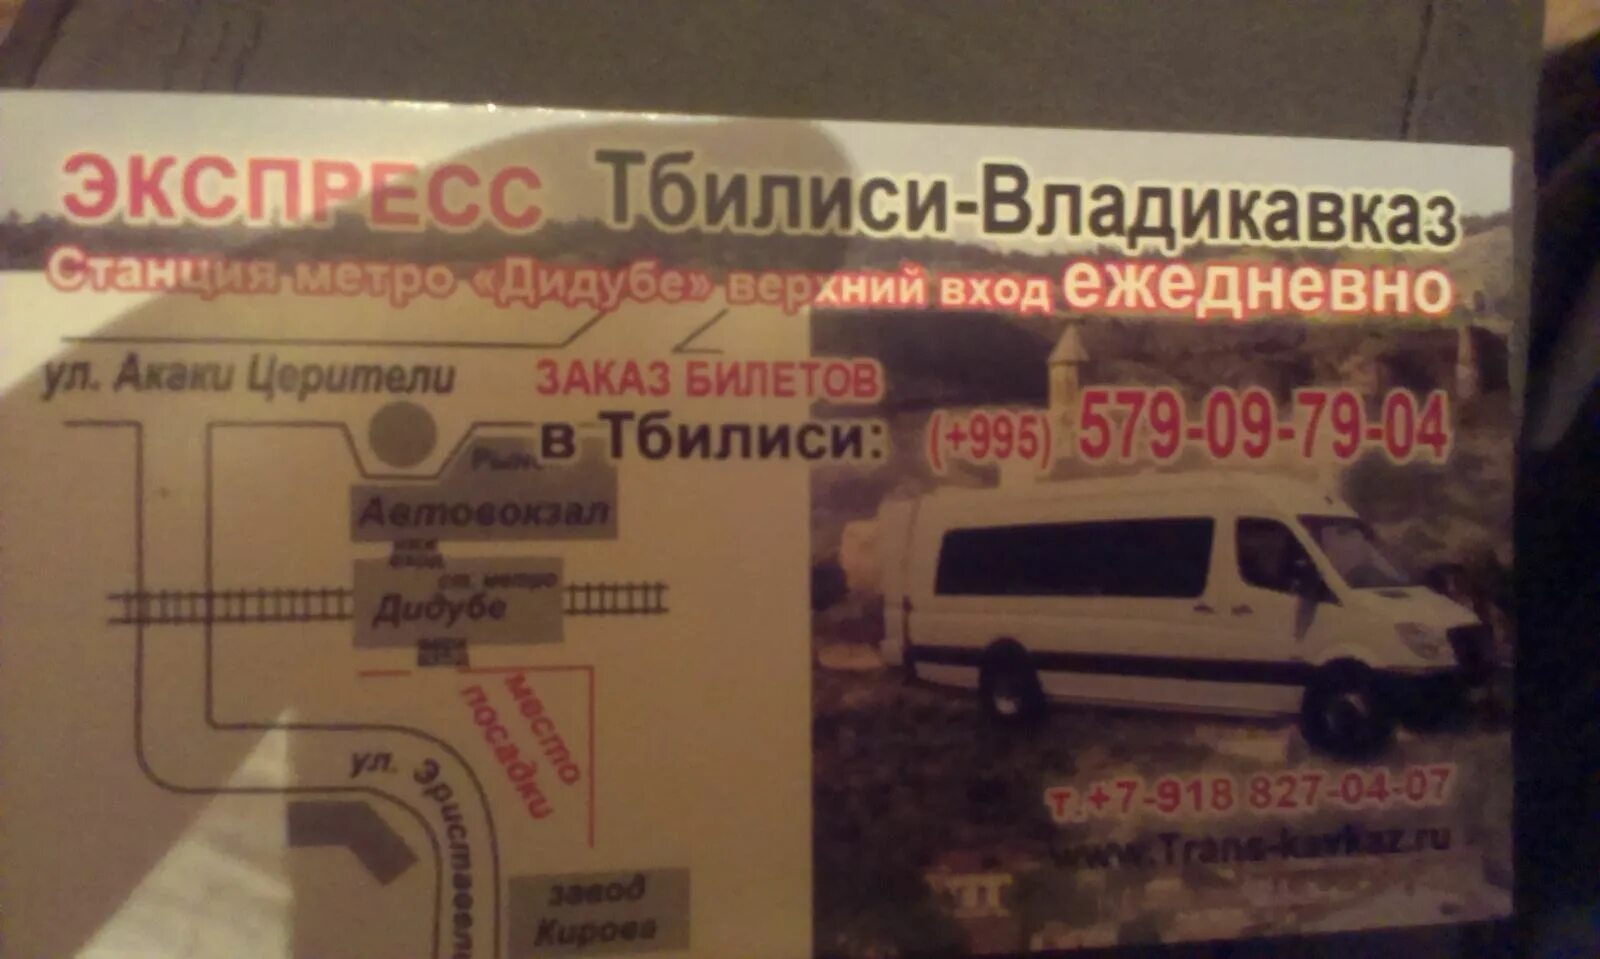 ЭКСПРЕСС Тбилиси-Владикавказ
Станция метро «Дидубе» верхний вход ежедневно
ул. Акаки Церители
ЗАКАЗ БИЛЕТОВ
в Тбилиси: (+995) 579-09-79-04
Автовокзал
вход
ст. метро
Дидубе
место
посадки
ул. Эриставели
завод
Кирова
т.+7-918 827-04-07
www.Trans-kavkaz.ru